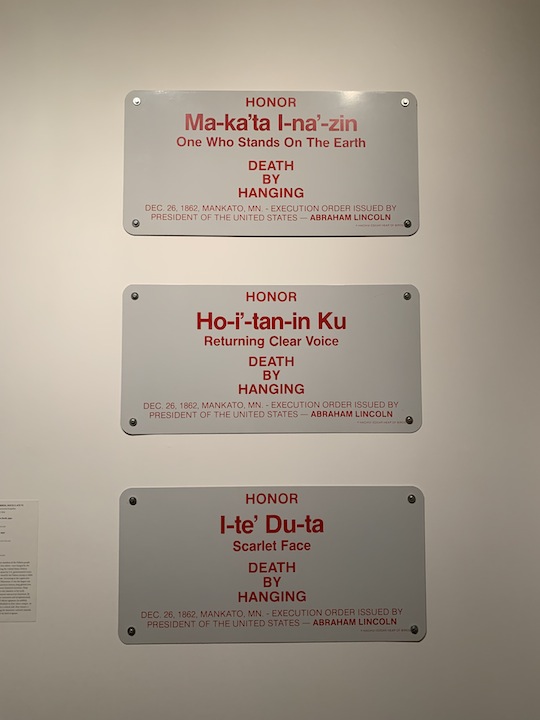 HONOR
Ma-ka'ta I-na'-zin
One Who Stands On The Earth
DEATH
BY
HANGING
DEC. 26, 1862, MANKATO, MN. - EXECUTION ORDER ISSUED BY
PRESIDENT OF THE UNITED STATES — ABRAHAM LINCOLN
HONOR
Ho-i'-tan-in Ku
Returning Clear Voice
DEATH
BY
HANGING
DEC. 26, 1862, MANKATO, MN. - EXECUTION ORDER ISSUED BY
PRESIDENT OF THE UNITED STATES — ABRAHAM LINCOLN
HONOR
I-te' Du-ta
Scarlet Face
DEATH
BY
HANGING
DEC. 26, 1862, MANKATO, MN. - EXECUTION ORDER ISSUED BY
PRESIDENT OF THE UNITED STATES — ABRAHAM LINCOLN